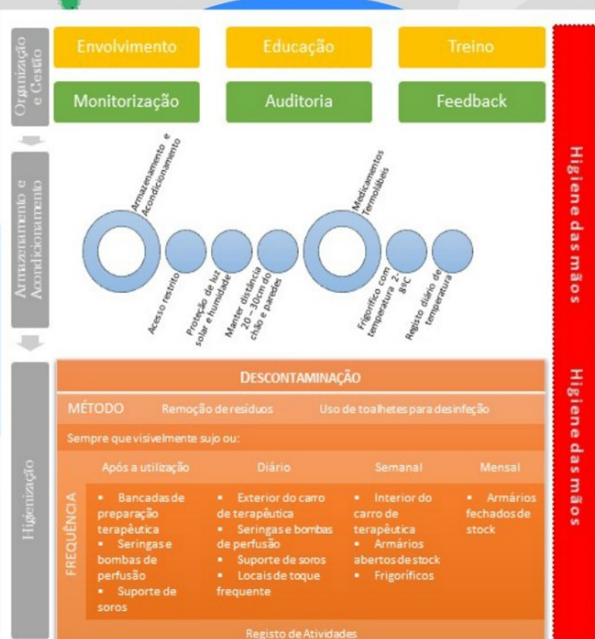 Organização
e Gestão
Envolvimento
Educação
Treino
Monitorização
Auditoria
Feedback
Armazenamento e
Acondicionamento
Armazenamento e
Acondicionamento
Acesso restrito
Proteção de luz
solar e humidade
Manter distância
20 – 30cm do
chão e paredes
Medicamentos
Termolábeis
Frigorífico com
temperatura 2-
8ºC
Registo diário de
temperatura
Higienização
DESCONTAMINAÇÃO
MÉTODO Remoção de resíduos Uso de toalhetes para desinfeção
Sempre que visivelmente sujo ou:
FREQUÊNCIA
Após a utilização
▪ Bancadas de
preparação
terapêutica
▪ Seringas e
bombas de
perfusão
▪ Suporte de
soros
Diário
▪ Exterior do carro
de terapêutica
▪ Seringas e bombas
de perfusão
▪ Suporte de soros
▪ Locais de toque
frequente
Semanal
▪ Interior do
carro de
terapêutica
▪ Armários
abertos de stock
▪ Frigoríficos
Mensal
▪ Armários
fechados de
stock
Registo de Atividades
Higiene das mãos
Higiene das mãos